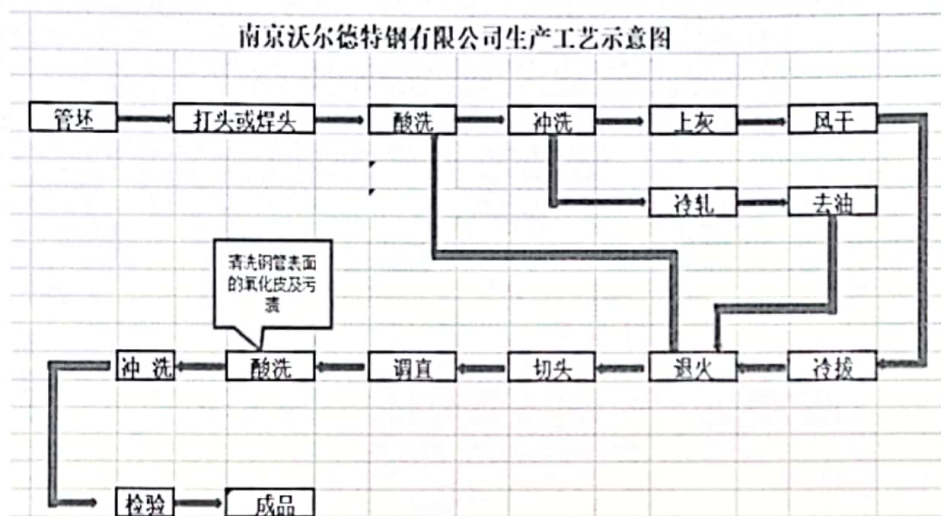 南京沃尔德特钢有限公司生产工艺示意图
管坯
打头或焊头
酸洗
冲洗
上灰
风干
冷轧
去油
清洗钢管表面
的氧化皮及污
渍
冲 洗
酸洗
调直
切头
退火
冷拔
检验
成品